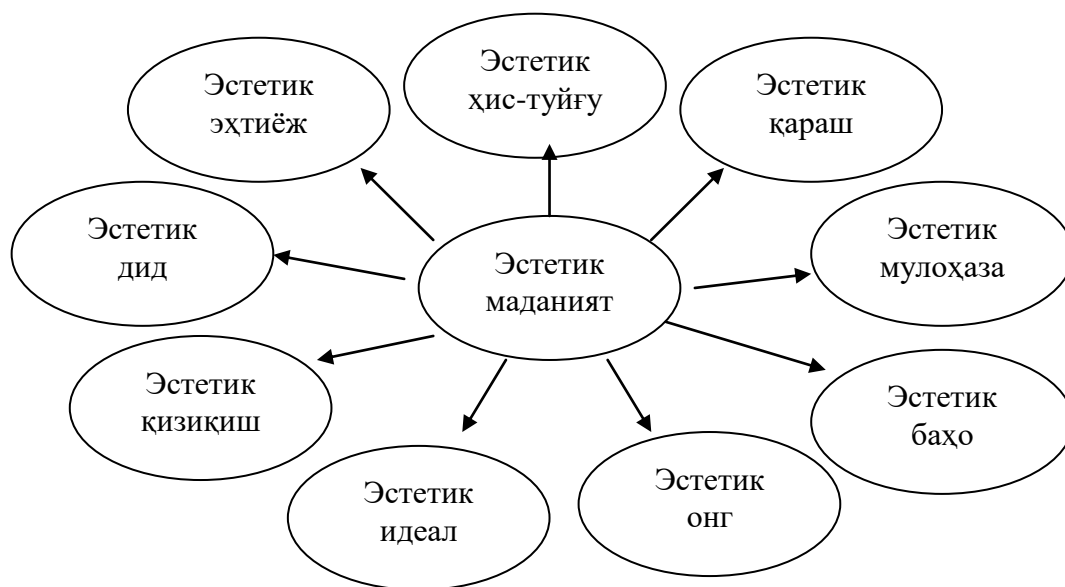 Эстетик
эҳтиёж
Эстетик
ҳис-туйғу
Эстетик
қараш
Эстетик
дид
Эстетик
маданият
Эстетик
мулоҳаза
Эстетик
қизиқиш
Эстетик
баҳо
Эстетик
идеал
Эстетик
онг